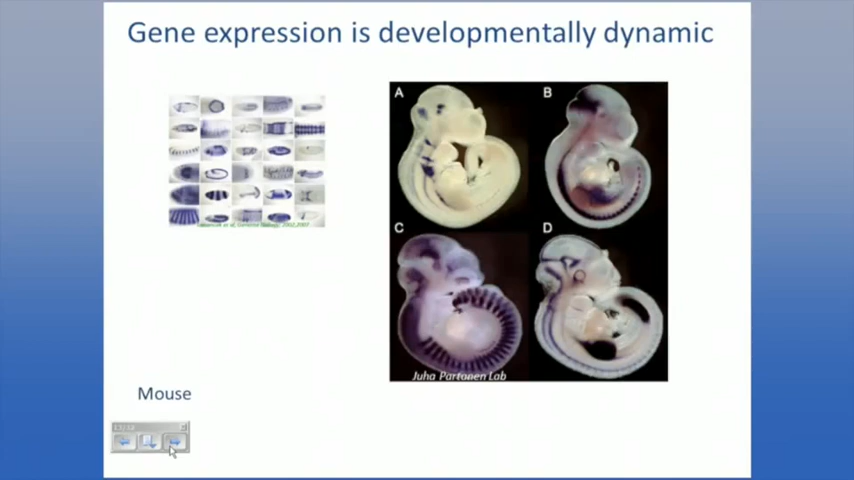 Gene expression is developmentally dynamic
A
B
C
D
Juha Partanen Lab
Mouse